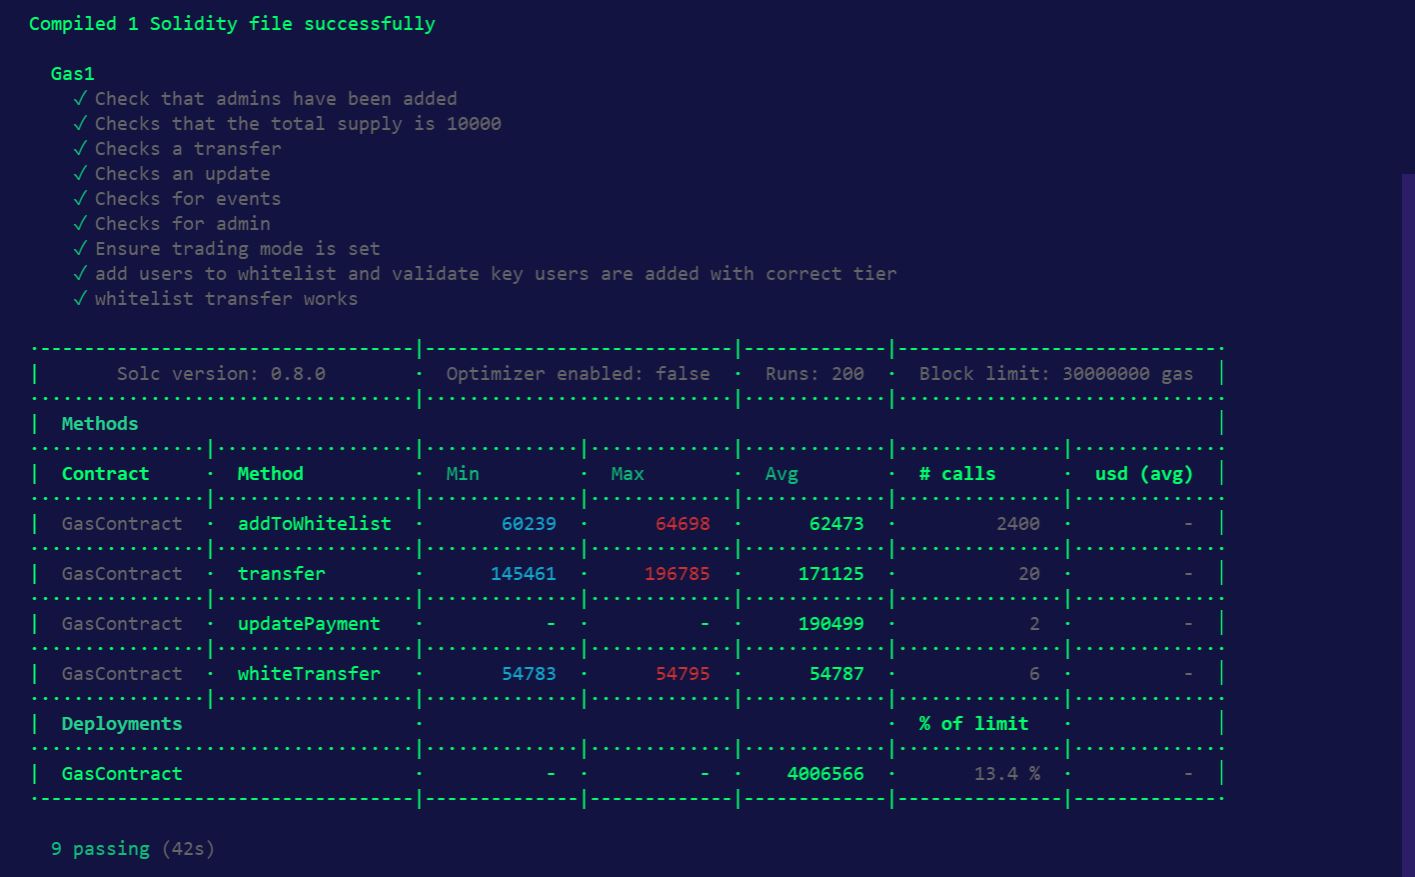 Compiled 1 Solidity file successfully
Gas1
✓ Check that admins have been added
✓ Checks that the total supply is 10000
✓ Checks a transfer
✓ Checks an update
✓ Checks for events
✓ Checks for admin
✓ Ensure trading mode is set
✓ add users to whitelist and validate key users are added with correct tier
✓ whitelist transfer works
| Solc version: 0.8.0 · Optimizer enabled: false · Runs: 200 · Block limit: 30000000 gas |
| Methods |
| Contract · Method · Min · Max · Avg · # calls · usd (avg) |
| GasContract · addToWhitelist · 60239 · 64698 · 62473 · 2400 · - |
| GasContract · transfer · 145461 · 196785 · 171125 · 20 · - |
| GasContract · updatePayment · - · - · 190499 · 2 · - |
| GasContract · whiteTransfer · 54783 · 54795 · 54787 · 6 · - |
| Deployments · · % of limit · |
| GasContract · - · - · 4006566 · 13.4 % · - |
9 passing (42s)